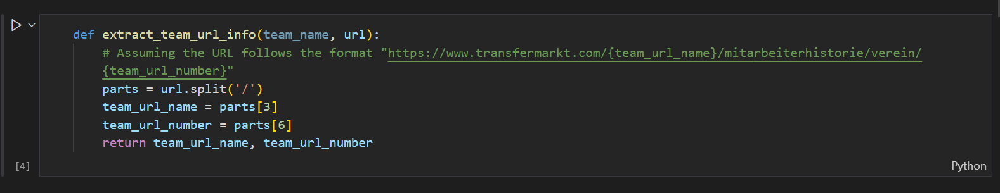 def extract_team_url_info(team_name, url):
# Assuming the URL follows the format "https://www.transfermarkt.com/{team_url_name}/mitarbeiterhistorie/verein/
{team_url_number}"
parts = url.split('/')
team_url_name = parts[3]
team_url_number = parts[6]
return team_url_name, team_url_number
[4]
Python